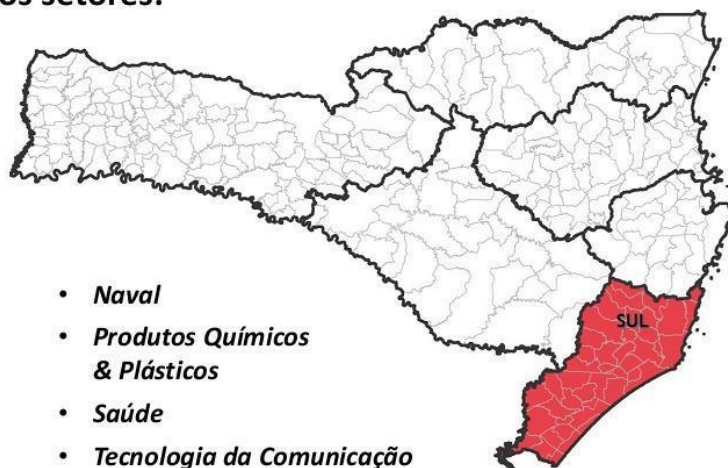 os setores:
SUL
• Naval
• Produtos Químicos
& Plásticos
• Saúde
• Tecnologia da Comunicação